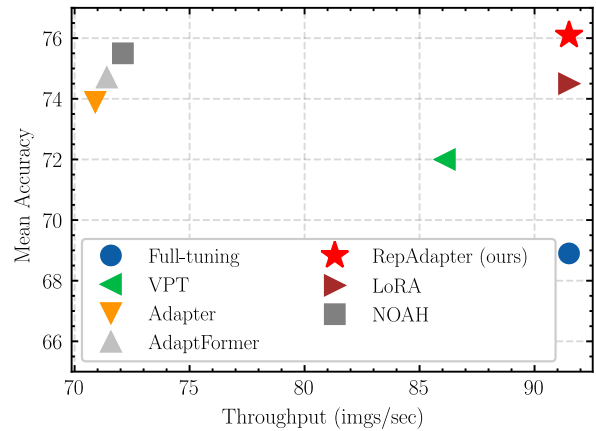 76
74
72
70
68
66
Mean Accuracy
Full-tuning
VPT
Adapter
AdaptFormer
RepAdapter (ours)
LoRA
NOAH
70 75 80 85 90
Throughput (imgs/sec)